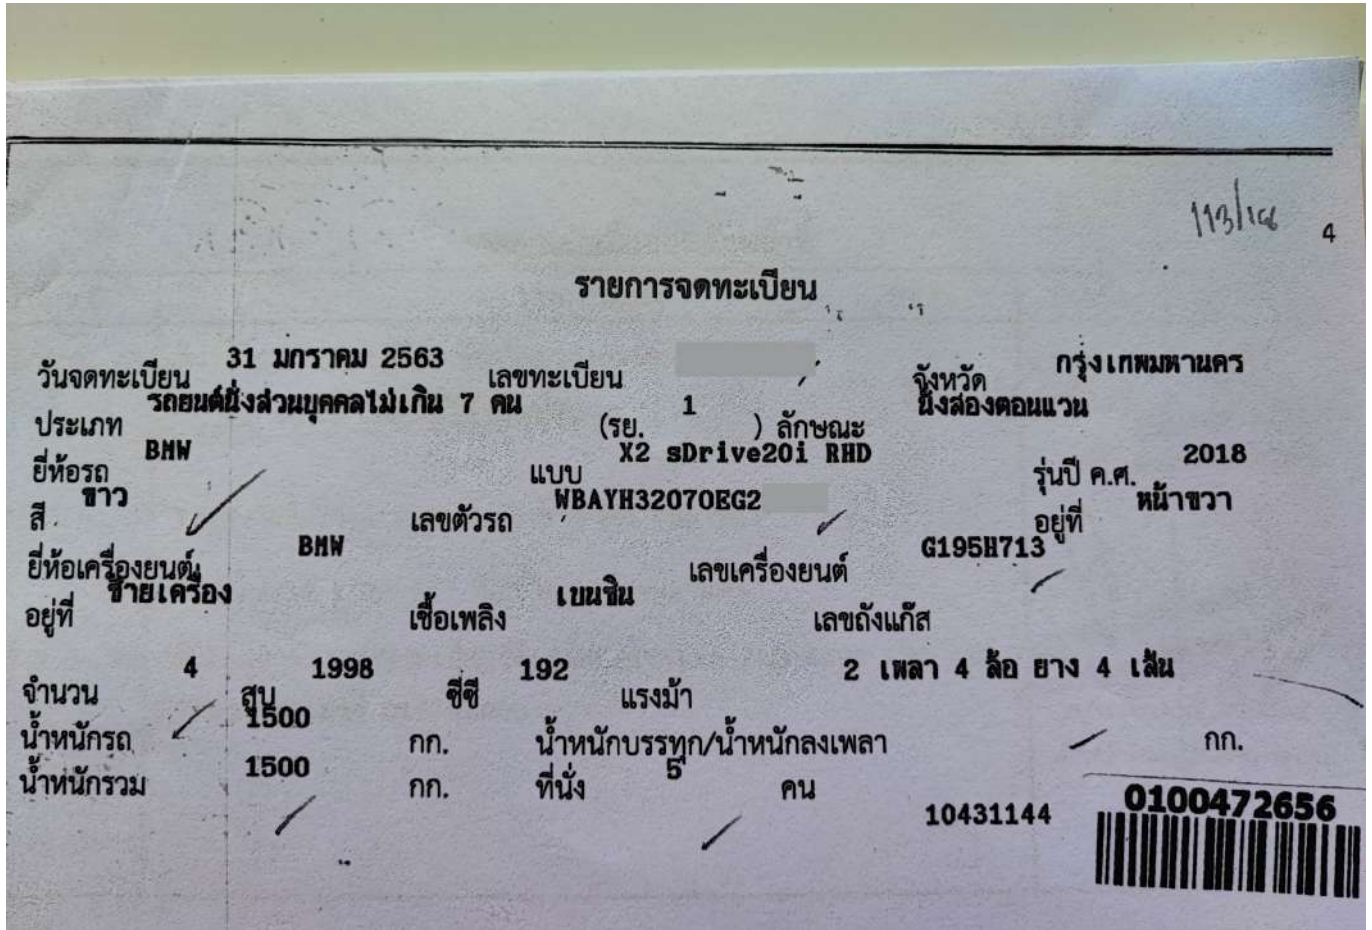 113/
4
รายการจดทะเบียน
วันจดทะเบียน 31 มกราคม 2563 เลขทะเบียน จังหวัด กรุงเทพมหานคร
ประเภท รถยนต์นั่งส่วนบุคคลไม่เกิน 7 คน (รย. 1 ) ลักษณะ นั่งสองตอนแวน
ยี่ห้อรถ BMW แบบ X2 sDrive20i RHD รุ่นปี ค.ศ. 2018
สี ขาว เลขตัวรถ WBAYH32070EG2 อยู่ที่ หน้าขวา
ยี่ห้อเครื่องยนต์ BMW เลขเครื่องยนต์ G195H713
อยู่ที่ ซ้ายเครื่อง เชื้อเพลิง เบนซิน เลขถังแก๊ส
จำนวน 4 สูบ 1998 ซีซี 192 แรงม้า 2 เพลา 4 ล้อ ยาง 4 เส้น
น้ำหนักรถ 1500 กก. น้ำหนักบรรทุก/น้ำหนักลงเพลา กก.
น้ำหนักรวม 1500 กก. ที่นั่ง 5 คน
10431144 0100472656